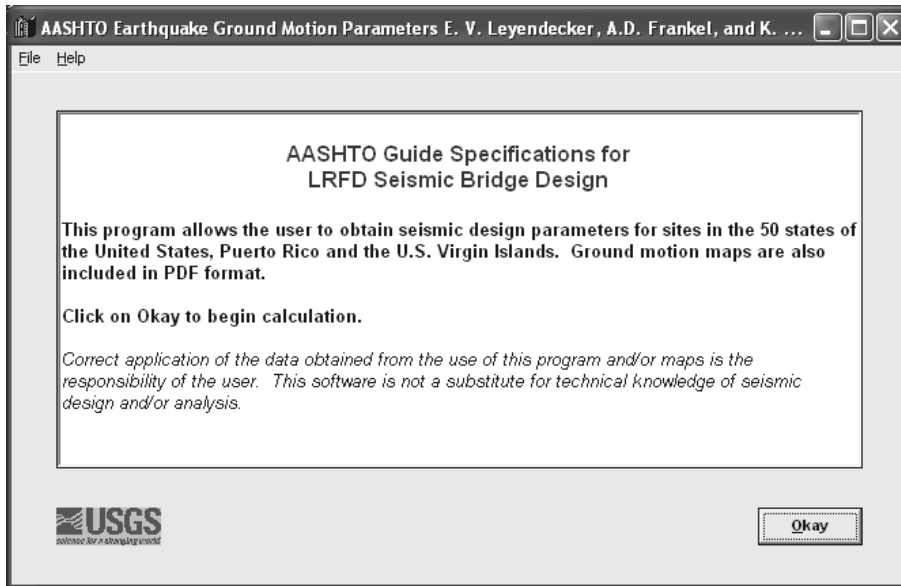 AASHTO Earthquake Ground Motion Parameters E. V. Leyendecker, A.D. Frankel, and K. ...
File Help
AASHTO Guide Specifications for
LRFD Seismic Bridge Design
This program allows the user to obtain seismic design parameters for sites in the 50 states of
the United States, Puerto Rico and the U.S. Virgin Islands. Ground motion maps are also
included in PDF format.
Click on Okay to begin calculation.
Correct application of the data obtained from the use of this program and/or maps is the
responsibility of the user. This software is not a substitute for technical knowledge of seismic
design and/or analysis.
USGS
science for a changing world
Okay